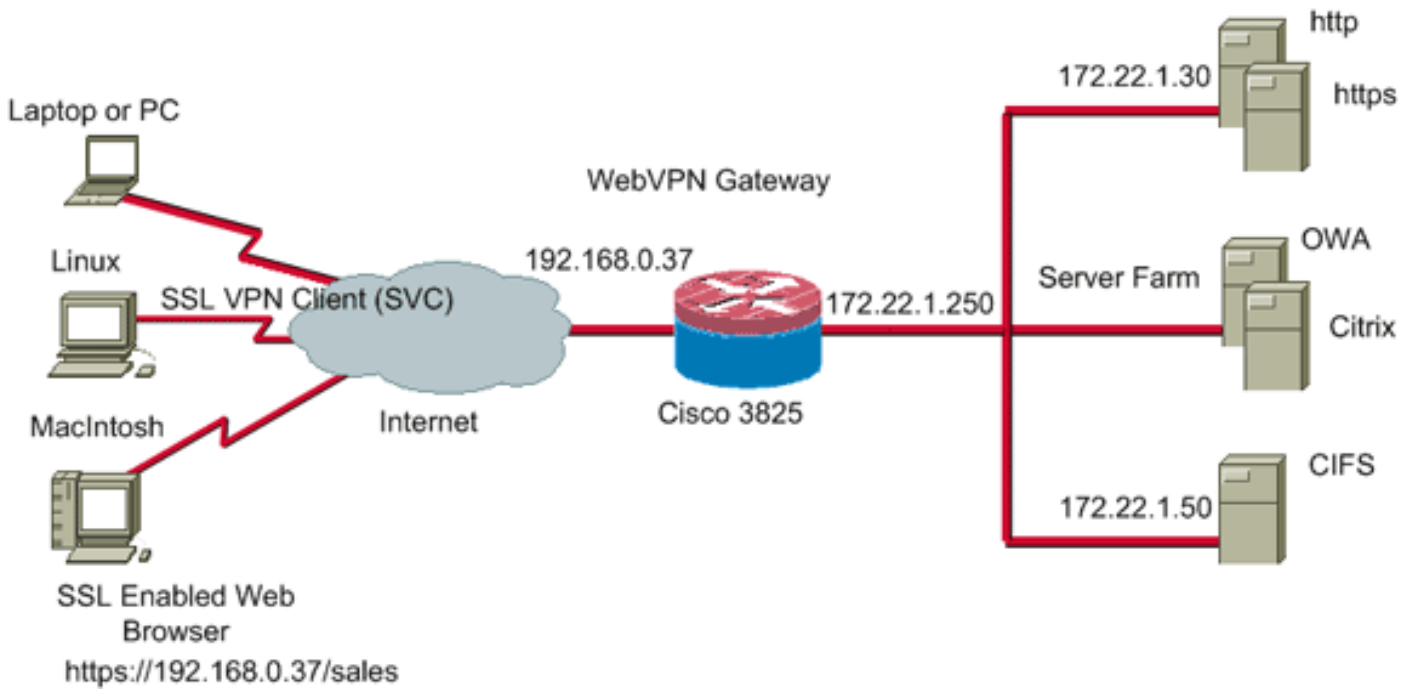 Laptop or PC
Linux
SSL VPN Client (SVC)
MacIntosh
SSL Enabled Web
Browser
https://192.168.0.37/sales
Internet
WebVPN Gateway
192.168.0.37
172.22.1.250
Cisco 3825
Server Farm
172.22.1.30
http
https
OWA
Citrix
172.22.1.50
CIFS